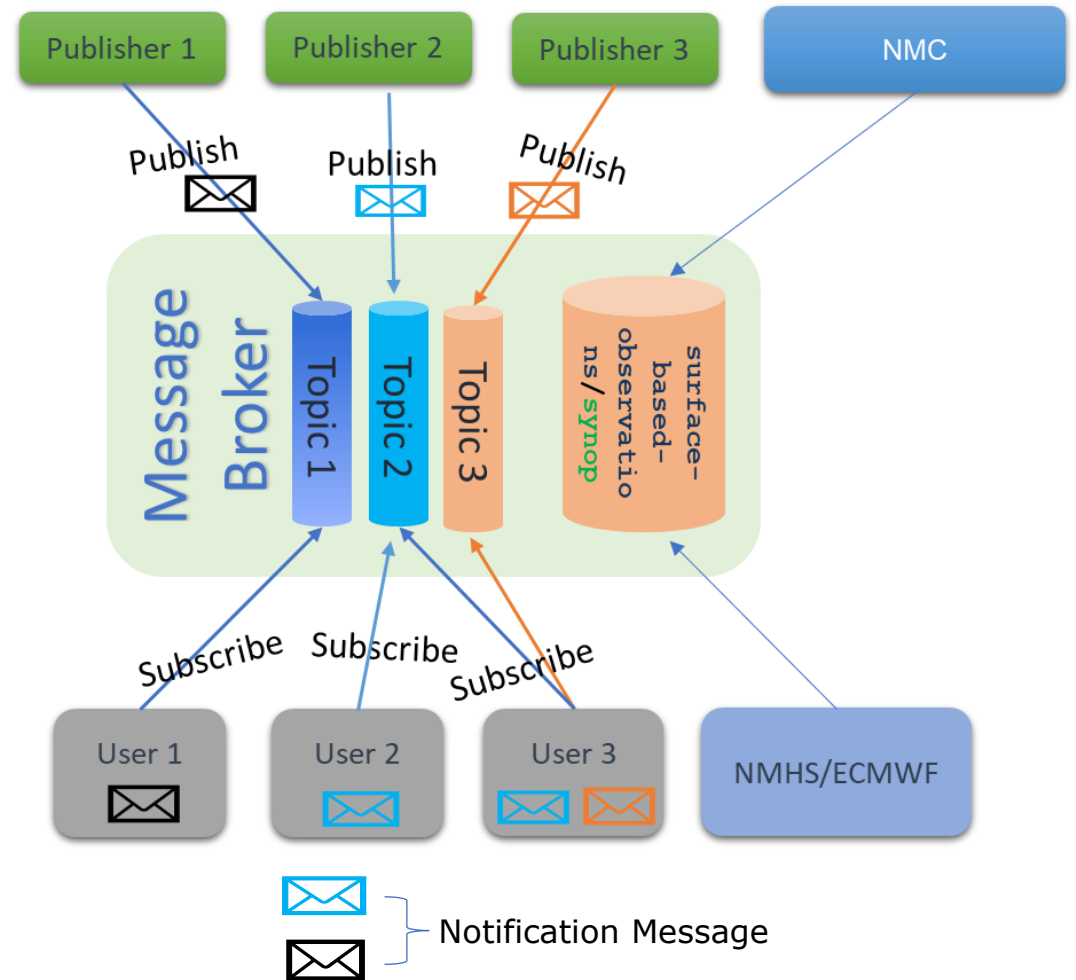 Publisher 1
Publisher 2
Publisher 3
NMC
Publish
Publish
Publish
Message
Broker
Topic 1
Topic 2
Topic 3
surface-
based-
observatio
ns/synop
Subscribe
Subscribe
Subscribe
User 1
User 2
User 3
NMHS/ECMWF
Notification Message